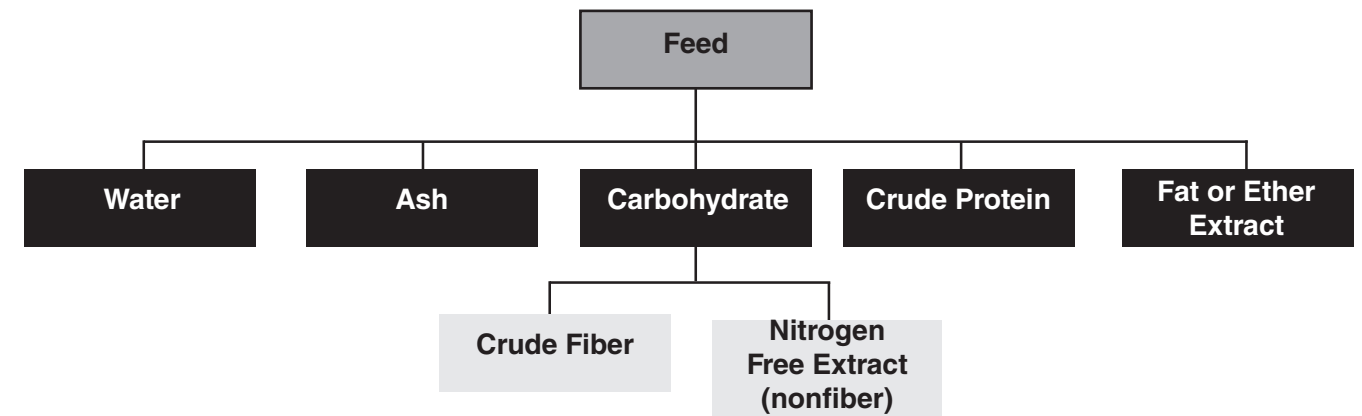 Feed
Water
Ash
Carbohydrate
Crude Protein
Fat or Ether
Extract
Crude Fiber
Nitrogen
Free Extract
(nonfiber)